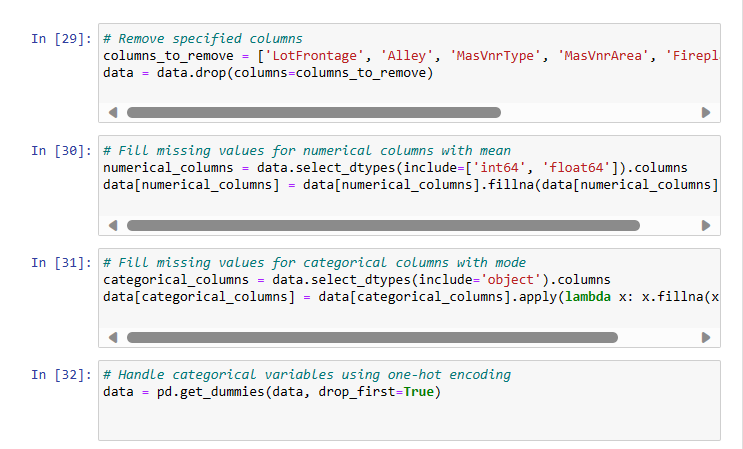 In [29]:
# Remove specified columns
columns_to_remove = ['LotFrontage', 'Alley', 'MasVnrType', 'MasVnrArea', 'Firepl
data = data.drop(columns=columns_to_remove)
In [30]:
# Fill missing values for numerical columns with mean
numerical_columns = data.select_dtypes(include=['int64', 'float64']).columns
data[numerical_columns] = data[numerical_columns].fillna(data[numerical_columns]
In [31]:
# Fill missing values for categorical columns with mode
categorical_columns = data.select_dtypes(include='object').columns
data[categorical_columns] = data[categorical_columns].apply(lambda x: x.fillna(x
In [32]:
# Handle categorical variables using one-hot encoding
data = pd.get_dummies(data, drop_first=True)